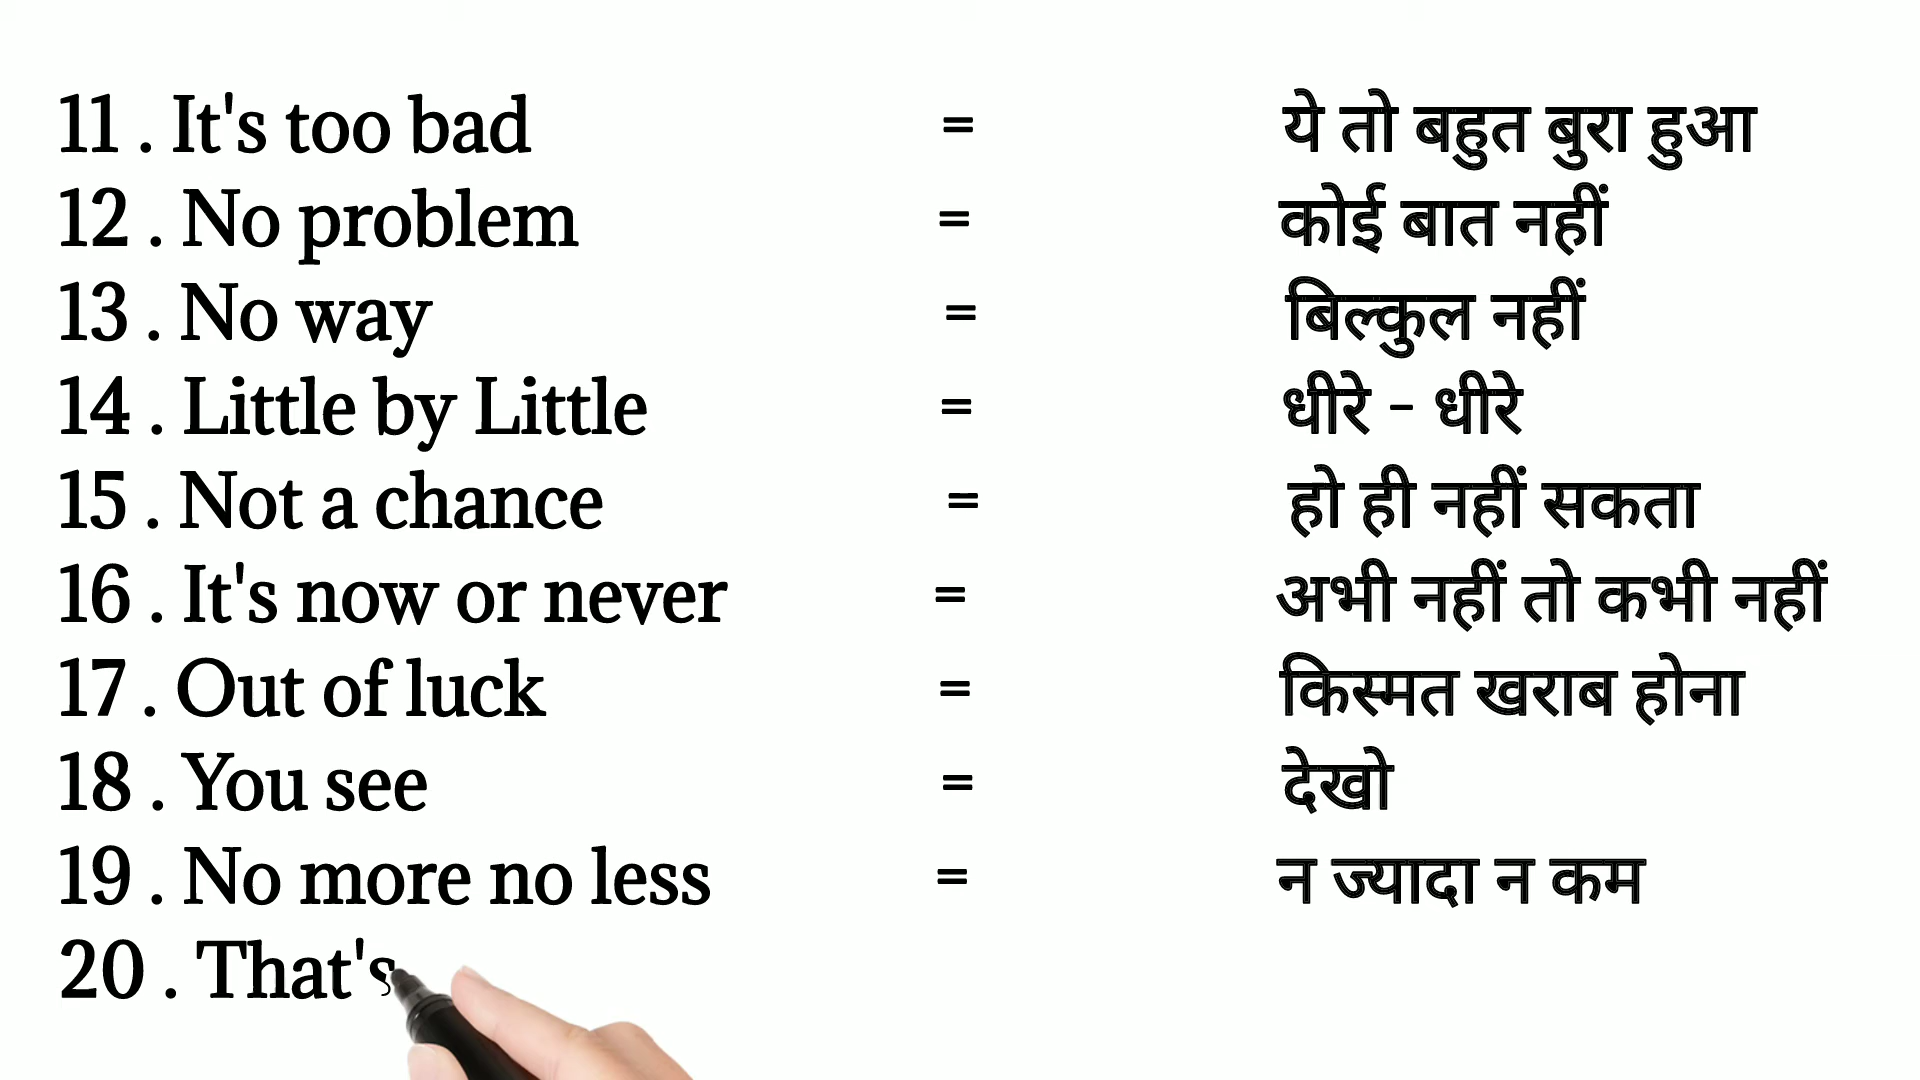 11 . It's too bad = ये तो बहुत बुरा हुआ
12 . No problem = कोई बात नहीं
13 . No way = बिल्कुल नहीं
14 . Little by Little = धीरे - धीरे
15 . Not a chance = हो ही नहीं सकता
16 . It's now or never = अभी नहीं तो कभी नहीं
17 . Out of luck = किस्मत खराब होना
18 . You see = देखो
19 . No more no less = न ज्यादा न कम
20 . That's